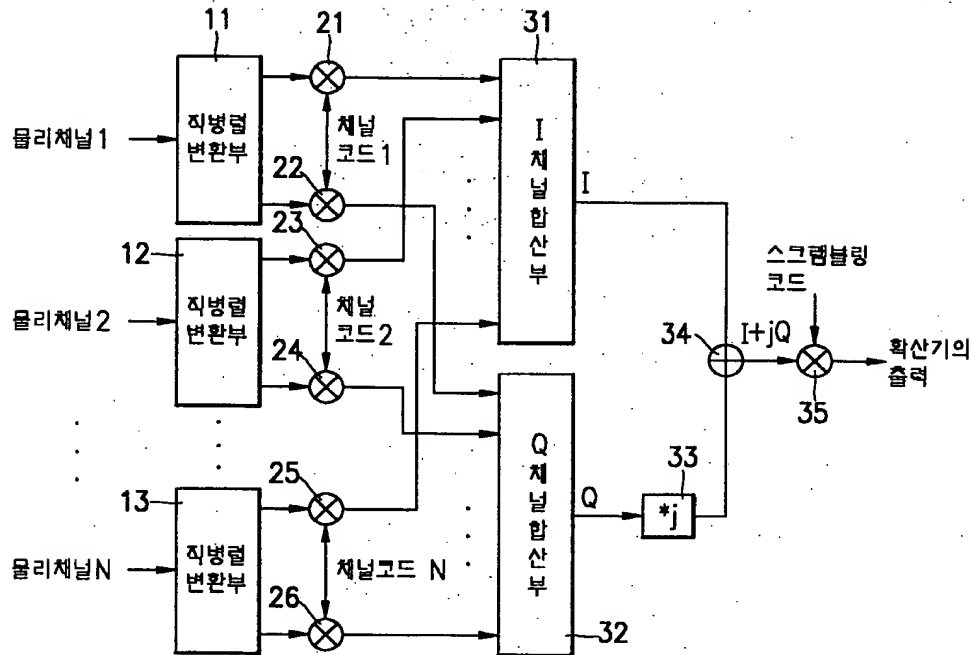 11
21
31
물리채널1
직병렬
변환부
채널
코드1
22
23
I
채
널
합
산
부
I
12
물리채널2
직병렬
변환부
채널
코드2
24
스크램블링
코드
34
I+jQ
35
확산기의
출력
13
물리채널N
직병렬
변환부
25
채널코드 N
26
Q
채
널
합
산
부
Q
33
*j
32